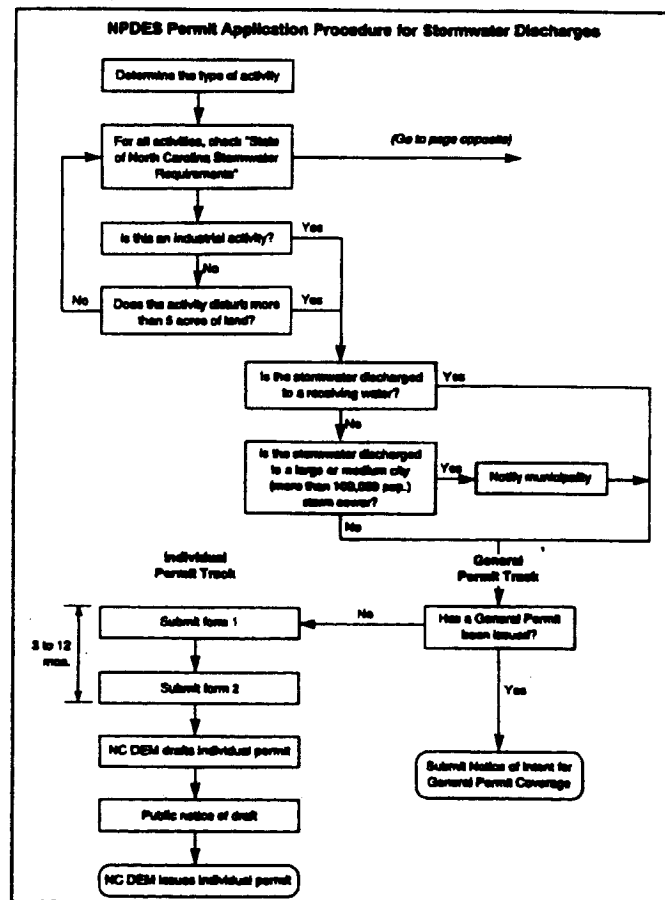 NPDES Permit Application Procedure for Stormwater Discharges
Determine the type of activity
For all activities, check "State
of North Carolina Stormwater
Requirements"
(Go to page opposite)
Is this an industrial activity?
Yes
No
Does the activity disturb more
than 5 acre of land?
No
Yes
Is the stormwater discharged
to a receiving water?
Yes
No
Is the stormwater discharged
to a large or medium city
(more than 100,000 pop.)
storm sewer?
Yes
Notify municipality
No
Individual
Permit Track
General
Permit Track
3 to 12
mos.
Submit form 1
No
Has a General Permit
been issued?
Submit form 2
Yes
NC DEM drafts individual permit
Submit Notice of Intent for
General Permit Coverage
Public notice of draft
NC DEM issues individual permit